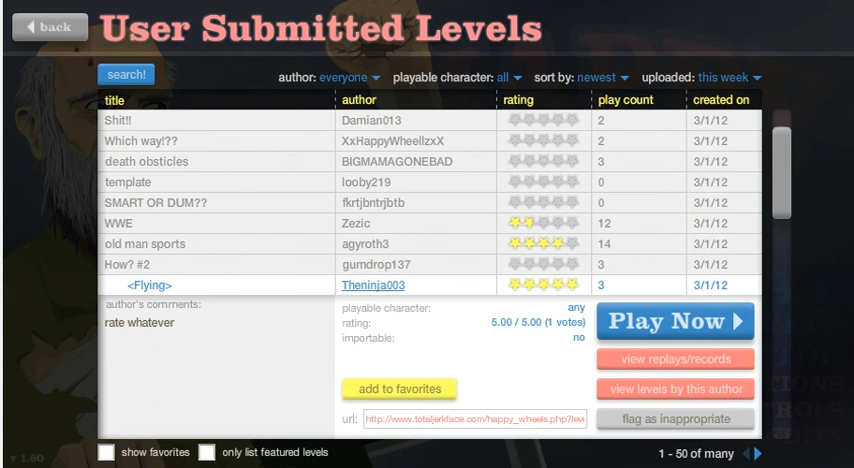 back
User Submitted Levels
search!
author: everyone playable character: all sort by: newest uploaded: this week
title author rating play count created on
Shit!! Damian013 2 3/1/12
Which way!?? XxHappyWheellzxX 2 3/1/12
death obsticles BIGMAMAGONEBAD 3 3/1/12
template looby219 0 3/1/12
SMART OR DUM?? fkrtjbntrjbtb 0 3/1/12
WWE Zezic 12 3/1/12
old man sports agyroth3 14 3/1/12
How? #2 gumdrop137 3 3/1/12
<Flying> Theninja003 3 3/1/12
author's comments:
rate whatever
playable character: any
rating: 5.00 / 5.00 (1 votes)
importable: no
Play Now
view replays/records
add to favorites
view levels by this author
url: http://www.totaljerkface.com/happy_wheels.php?leve
flag as inappropriate
show favorites only list featured levels
1 - 50 of many
v 1.60